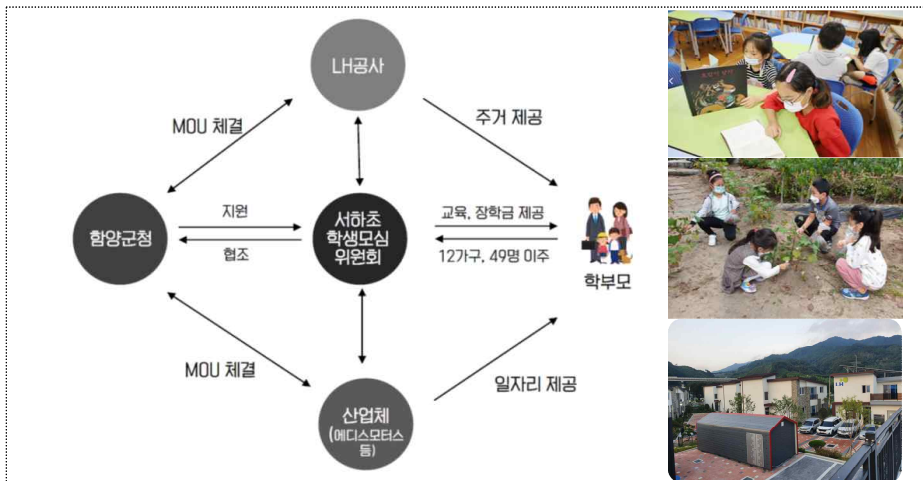 LH공사
MOU 체결
주거 제공
함양군청
지원
협조
서하초
학생모심
위원회
교육, 장학금 제공
12가구, 49명 이주
학부모
MOU 체결
일자리 제공
산업체
(에디스모터스
등)
LH